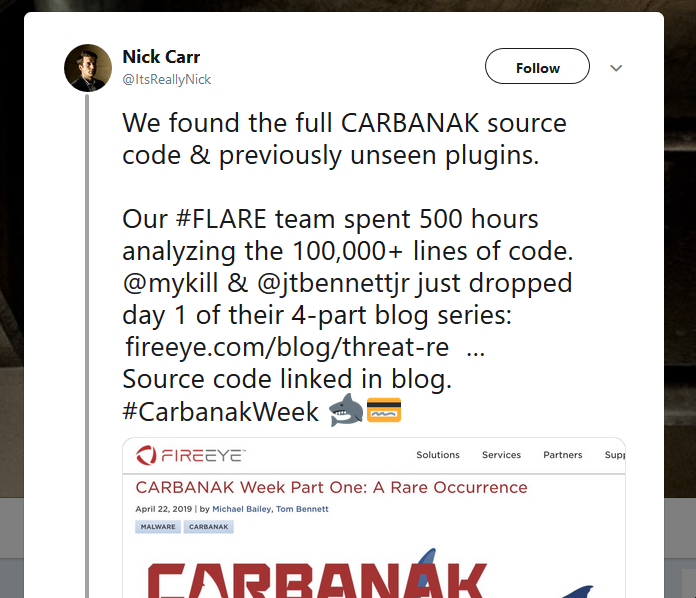 Nick Carr
@ItsReallyNick
Follow
We found the full CARBANAK source
code & previously unseen plugins.
Our #FLARE team spent 500 hours
analyzing the 100,000+ lines of code.
@mykill & @jtbennettjr just dropped
day 1 of their 4-part blog series:
fireeye.com/blog/threat-re …
Source code linked in blog.
#CarbanakWeek
FIREEYE™ Solutions Services Partners Supp
CARBANAK Week Part One: A Rare Occurrence
April 22, 2019 | by Michael Bailey, Tom Bennett
MALWARE CARBANAK
CARBANAK